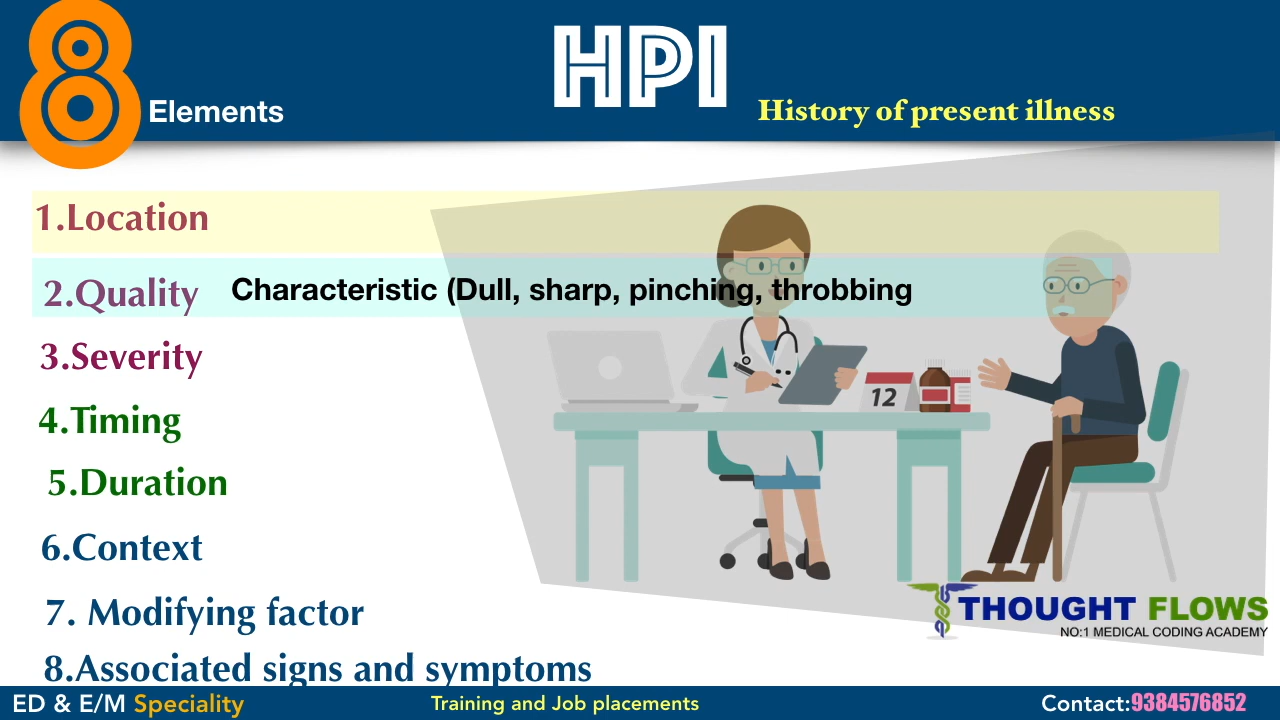 8 Elements
HPI
History of present illness
1.Location
2.Quality Characteristic (Dull, sharp, pinching, throbbing
3.Severity
4.Timing
5.Duration
6.Context
7. Modifying factor
8.Associated signs and symptoms
12
THOUGHT FLOWS
NO:1 MEDICAL CODING ACADEMY
ED & E/M Speciality
Training and Job placements
Contact:9384576852